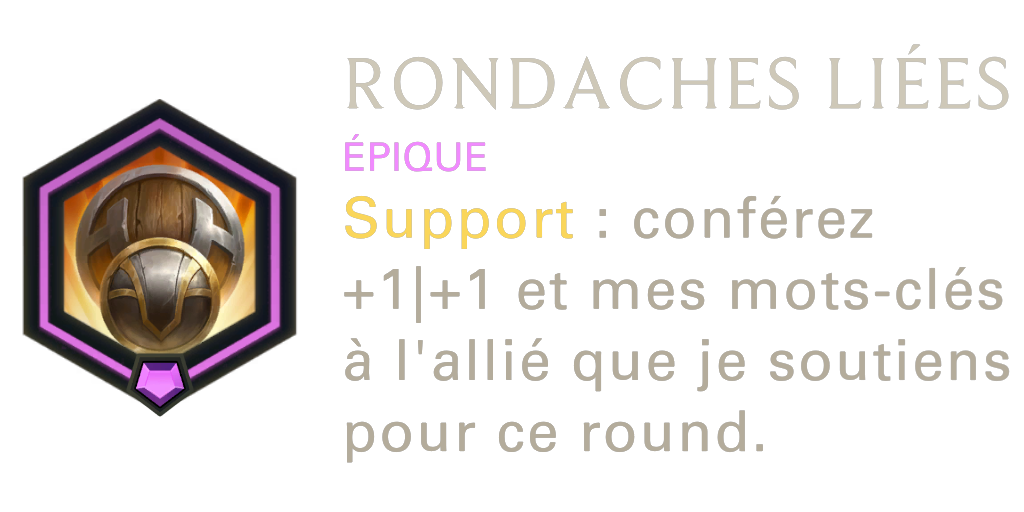 RONDACHES LIÉES
ÉPIQUE
Support : conférez
+1|+1 et mes mots-clés
à l'allié que je soutiens
pour ce round.